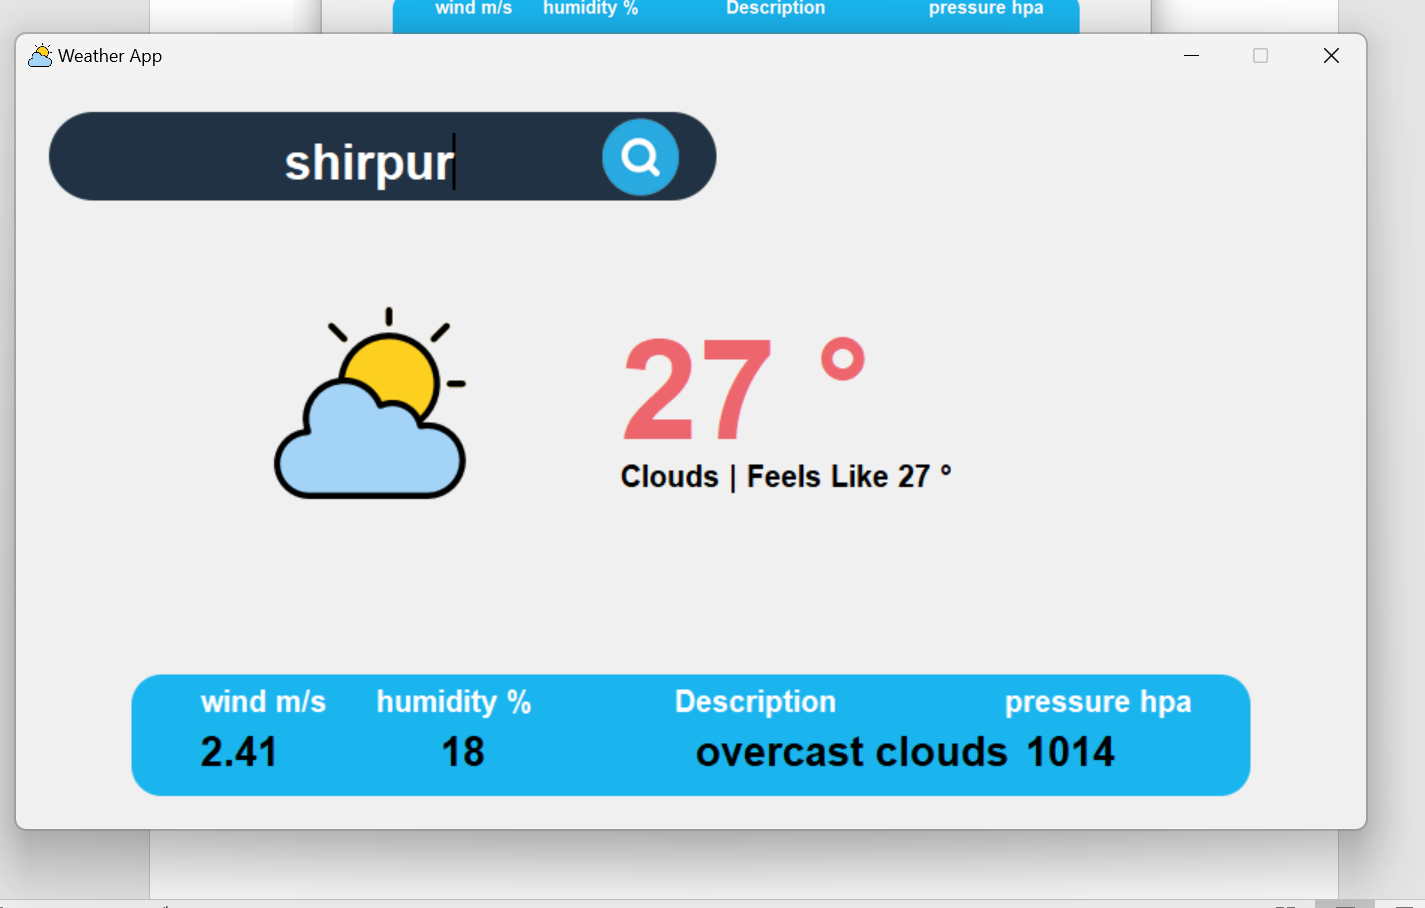 wind m/s humidity % Description pressure hpa
Weather App
shirpur
27 °
Clouds | Feels Like 27 °
wind m/s humidity % Description pressure hpa
2.41 18 overcast clouds 1014